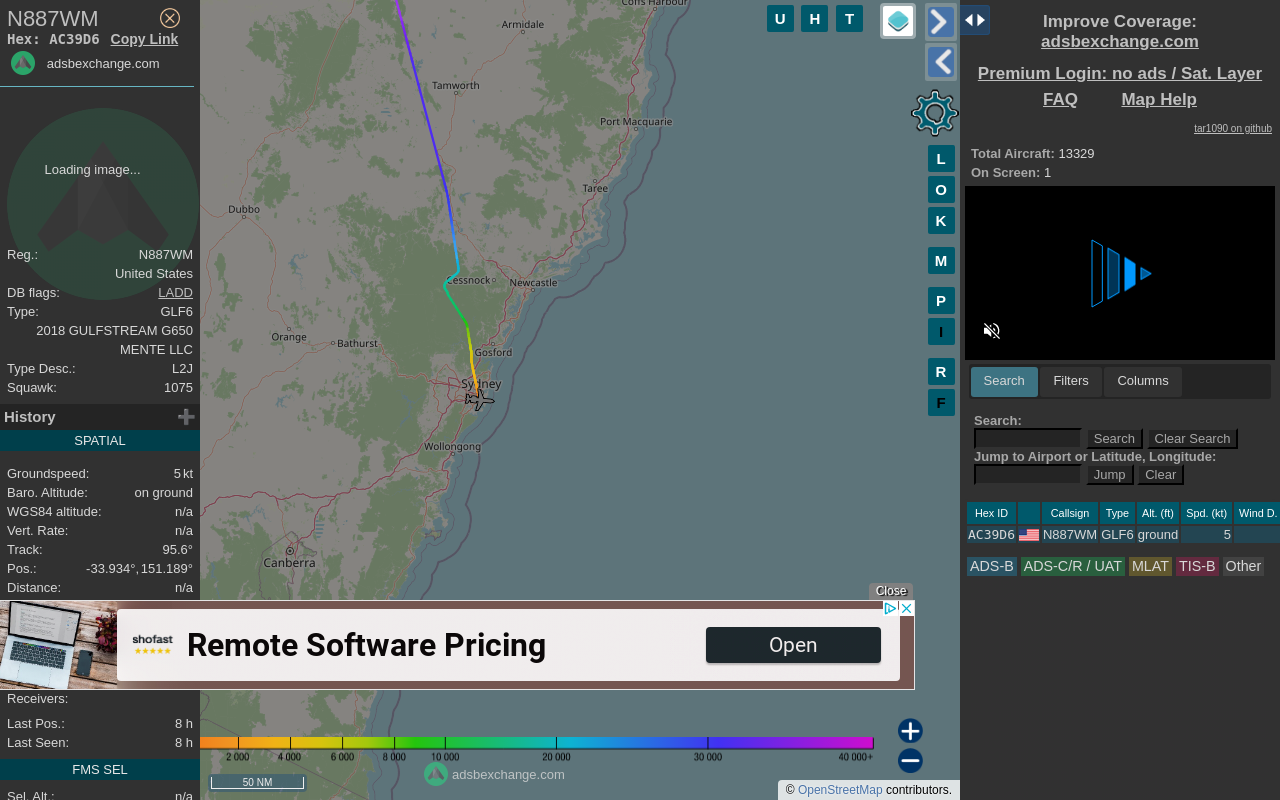 N887WM
Hex: AC39D6 Copy Link
adsbexchange.com
Loading image...
Reg.: N887WM
United States
DB flags: LADD
Type: GLF6
2018 GULFSTREAM G650
MENTE LLC
Type Desc.: L2J
Squawk: 1075
History
SPATIAL
Groundspeed: 5 kt
Baro. Altitude: on ground
WGS84 altitude: n/a
Vert. Rate: n/a
Track: 95.6°
Pos.: -33.934°, 151.189°
Distance: n/a
Receivers:
Last Pos.: 8 h
Last Seen: 8 h
FMS SEL
Sel. Alt.: n/a
Coffs Harbour
Armidale
Tamworth
Port Macquarie
Taree
Dubbo
Cessnock
Newcastle
Orange
Bathurst
Gosford
Sydney
Wollongong
Canberra
U H T
L
O
K
M
P
I
R
F
Close
shofast
Remote Software Pricing
Open
2 000 4 000 6 000 8 000 10 000 20 000 30 000 40 000+
50 NM
adsbexchange.com
© OpenStreetMap contributors.
Improve Coverage:
adsbexchange.com
Premium Login: no ads / Sat. Layer
FAQ Map Help
tar1090 on github
Total Aircraft: 13329
On Screen: 1
Search Filters Columns
Search:
Search Clear Search
Jump to Airport or Latitude, Longitude:
Jump Clear
Hex ID Callsign Type Alt. (ft) Spd. (kt) Wind D.
AC39D6 N887WM GLF6 ground 5
ADS-B ADS-C/R / UAT MLAT TIS-B Other